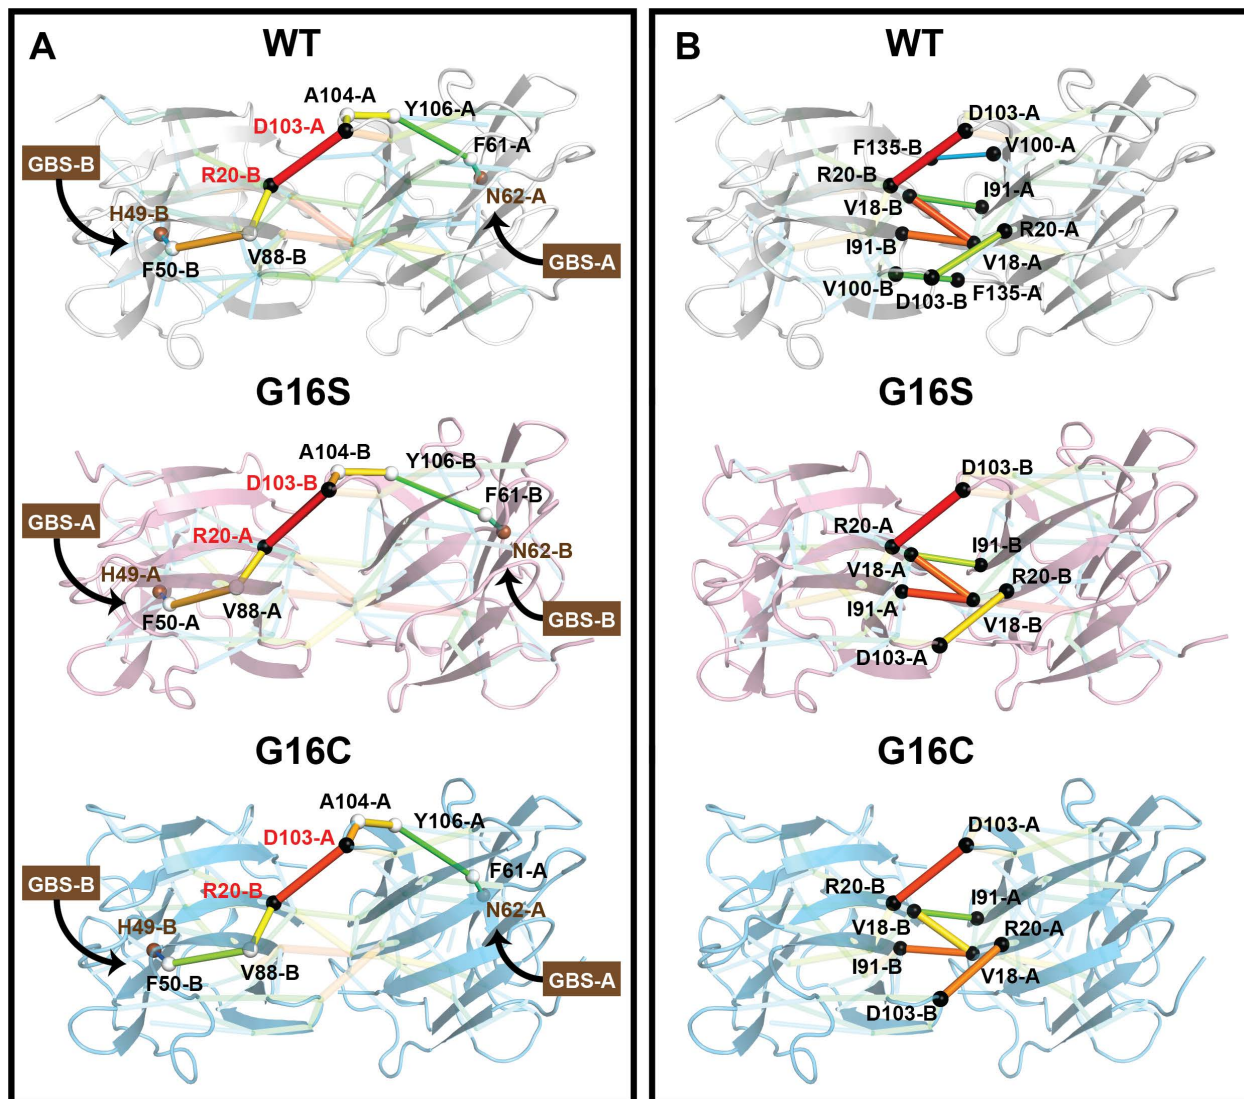 A
WT
A104-A
Y106-A
D103-A
F61-A
GBS-B
R20-B
N62-A
H49-B
V88-B
F50-B
GBS-A
G16S
A104-B
Y106-B
D103-B
F61-B
GBS-A
R20-A
N62-B
H49-A
V88-A
F50-A
GBS-B
G16C
A104-A
Y106-A
D103-A
F61-A
GBS-B
R20-B
N62-A
H49-B
V88-B
F50-B
GBS-A
B
WT
D103-A
F135-B
V100-A
R20-B
I91-A
V18-B
R20-A
I91-B
V18-A
V100-B
F135-A
D103-B
G16S
D103-B
R20-A
I91-B
V18-A
R20-B
I91-A
V18-B
D103-A
G16C
D103-A
R20-B
I91-A
V18-B
R20-A
I91-B
V18-A
D103-B